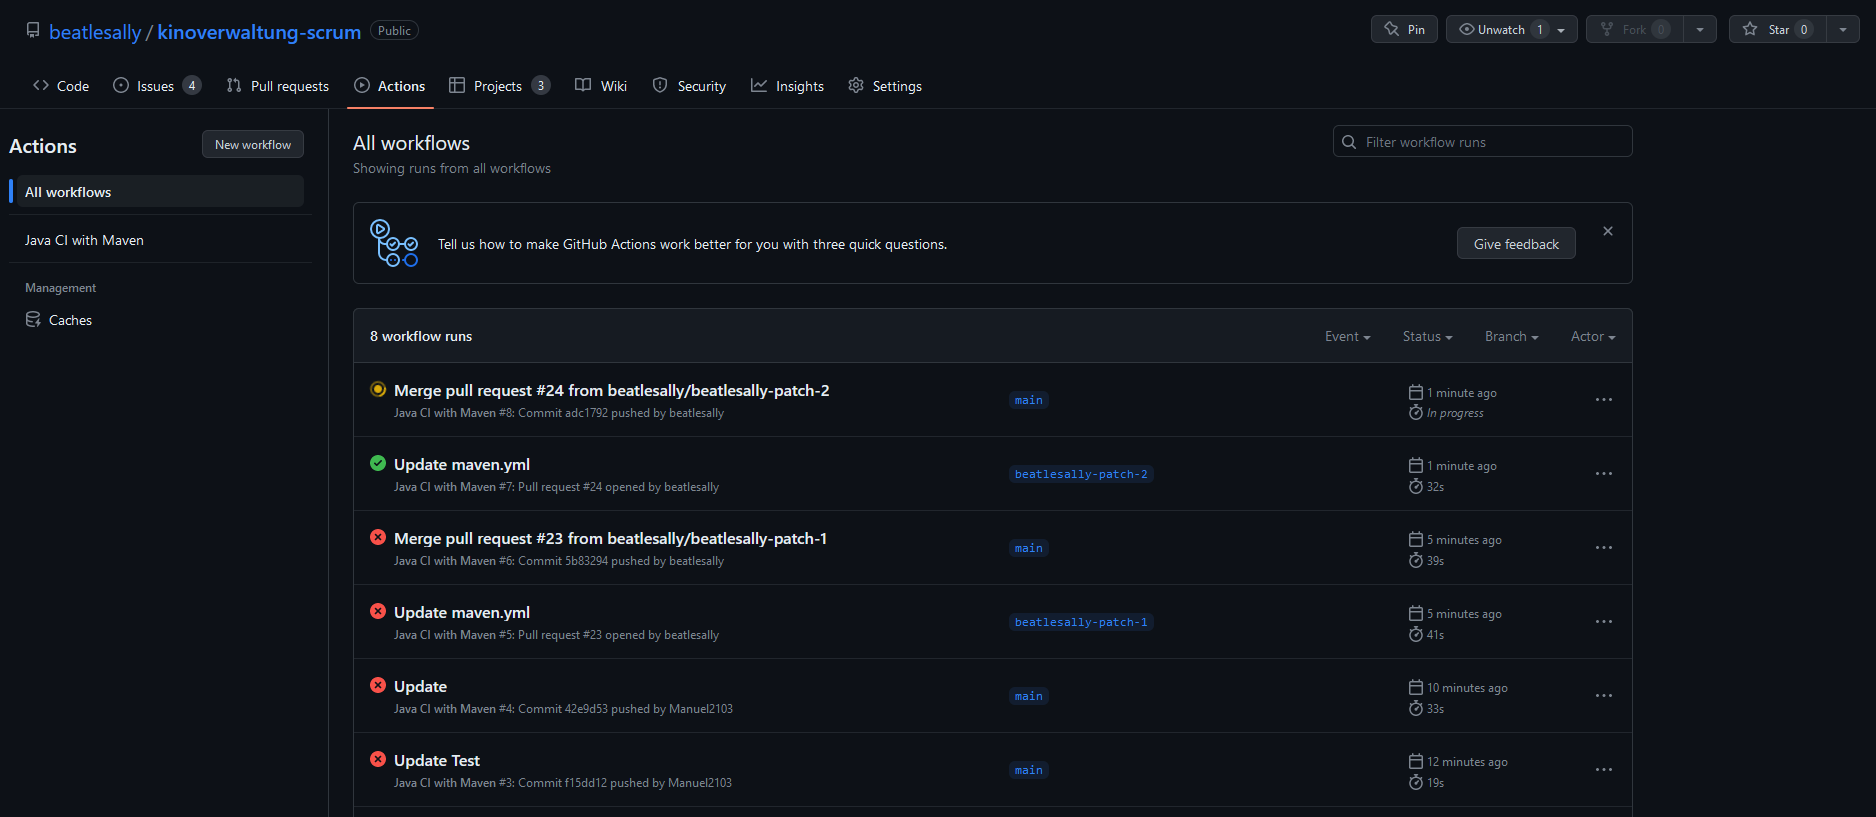 beatlesally / kinoverwaltung-scrum Public
Pin Unwatch 1 Fork 0 Star 0
Code Issues 4 Pull requests Actions Projects 3 Wiki Security Insights Settings
Actions
New workflow
All workflows
Java CI with Maven
Management
Caches
All workflows
Showing runs from all workflows
Filter workflow runs
Tell us how to make GitHub Actions work better for you with three quick questions.
Give feedback
8 workflow runs
Event Status Branch Actor
Merge pull request #24 from beatlesally/beatlesally-patch-2
Java CI with Maven #8: Commit adc1792 pushed by beatlesally
main
1 minute ago
In progress
Update maven.yml
Java CI with Maven #7: Pull request #24 opened by beatlesally
beatlesally-patch-2
1 minute ago
32s
Merge pull request #23 from beatlesally/beatlesally-patch-1
Java CI with Maven #6: Commit 5b83294 pushed by beatlesally
main
5 minutes ago
39s
Update maven.yml
Java CI with Maven #5: Pull request #23 opened by beatlesally
beatlesally-patch-1
5 minutes ago
41s
Update
Java CI with Maven #4: Commit 42e9d53 pushed by Manuel2103
main
10 minutes ago
33s
Update Test
Java CI with Maven #3: Commit f15dd12 pushed by Manuel2103
main
12 minutes ago
19s